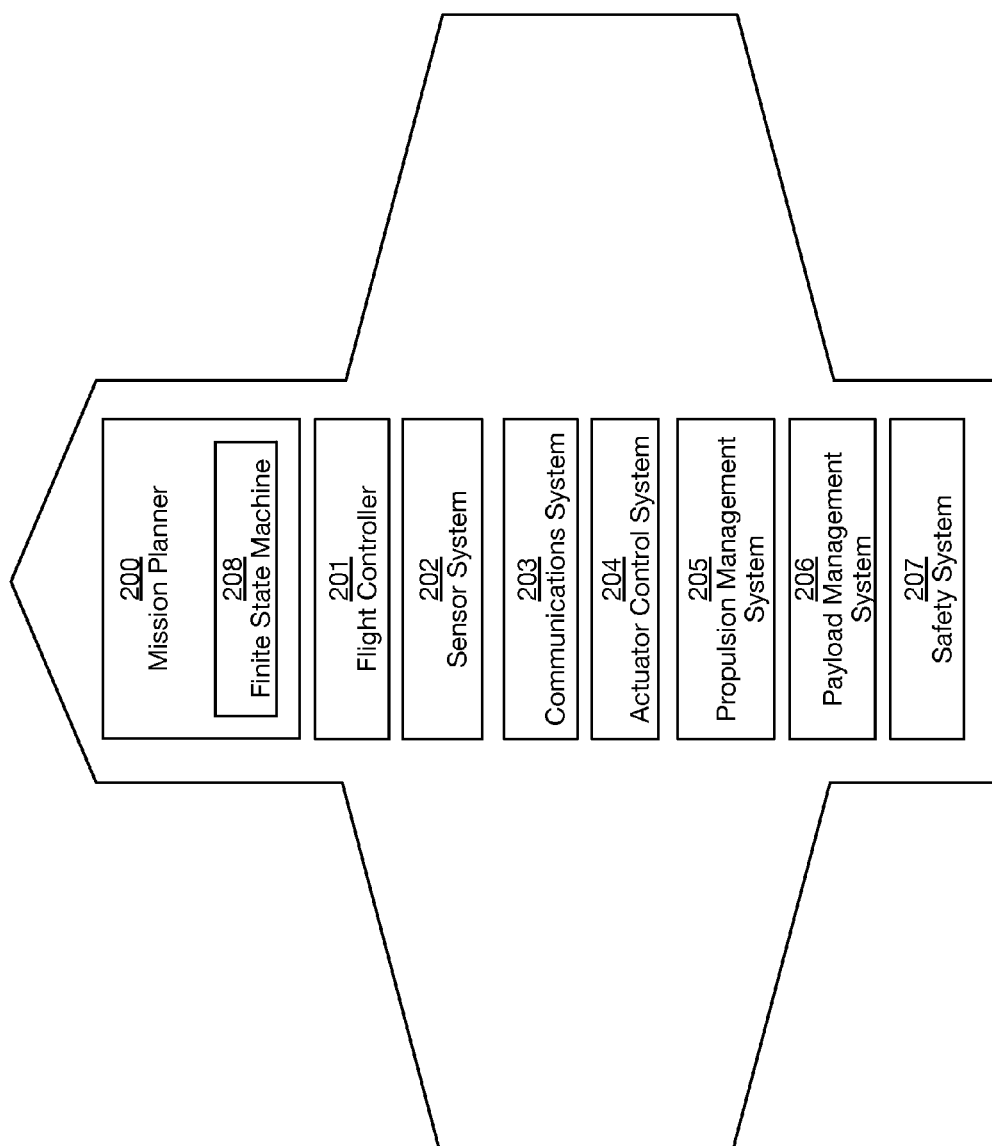 200
Mission Planner
208
Finite State Machine
201
Flight Controller
202
Sensor System
203
Communications System
204
Actuator Control System
205
Propulsion Management
System
206
Payload Management
System
207
Safety System